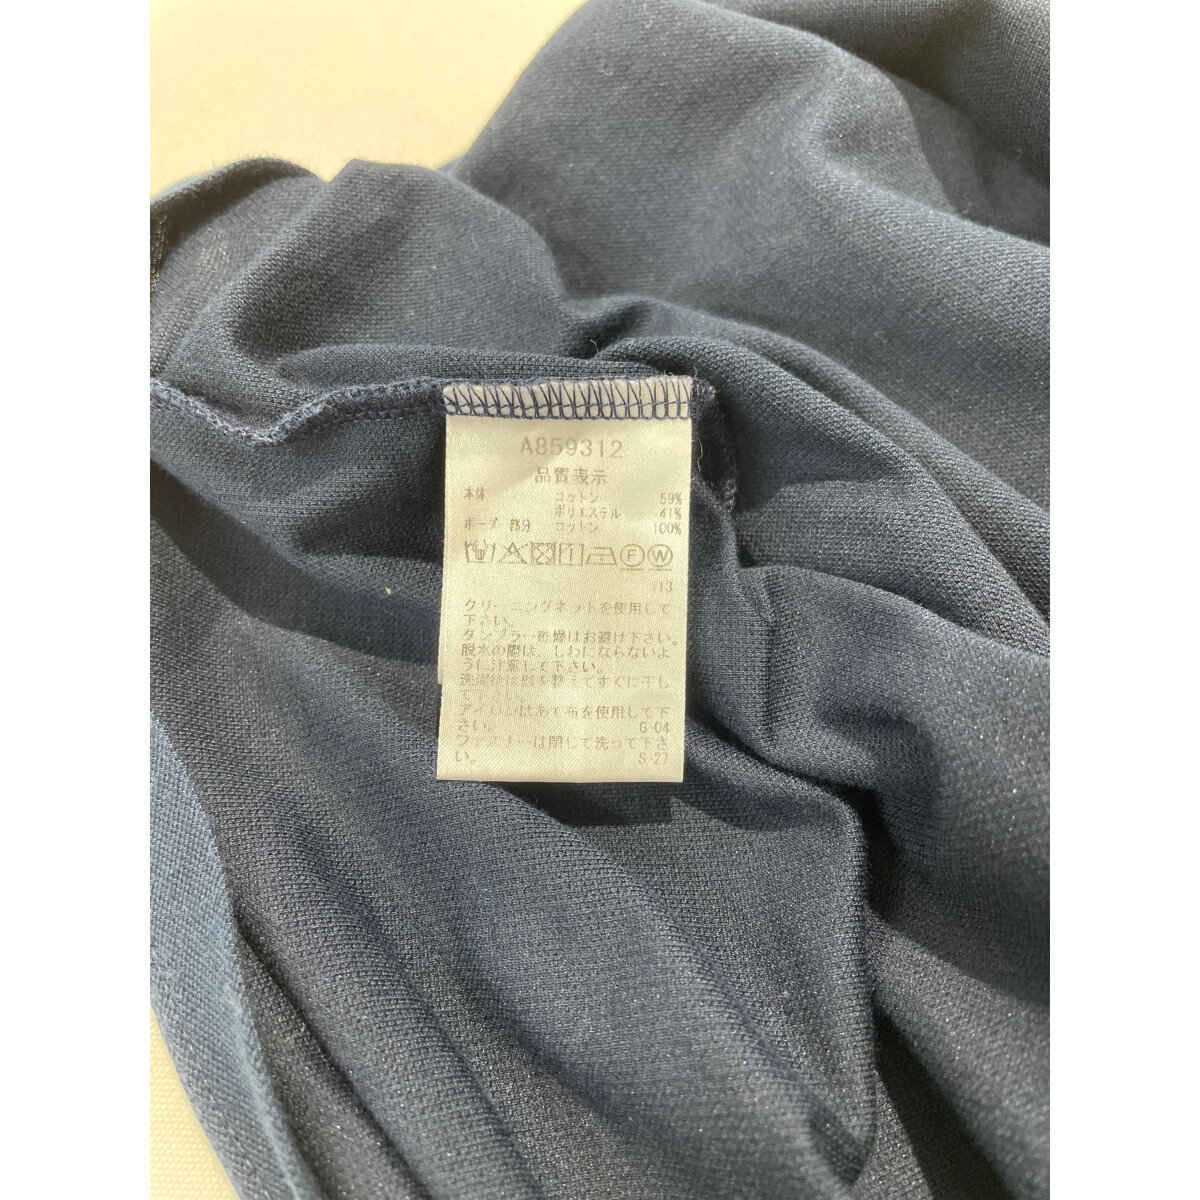 A859312
品質表示
本体 コットン 59%
ポリエステル 41%
ボーダー部分 コットン 100%
F W
113
クリーニングネットを使用して
下さい。
タンブラー乾燥はお避け下さい。
脱水の際は、しわにならないよ
うに注意して下さい。
洗濯後は形を整えてすぐに干し
て下さい。
アイロンはあて布を使用して下
さい。 G-04
ファスナーは閉じて洗って下さ
い。 S-27